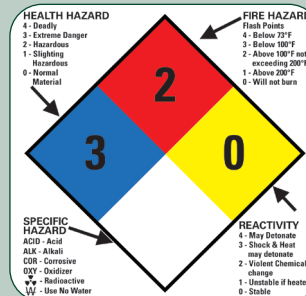 HEALTH HAZARD
4 - Deadly
3 - Extreme Danger
2 - Hazardous
1 - Slighting
Hazardous
0 - Normal
Material
FIRE HAZARD
Flash Points
4 - Below 73°F
3 - Below 100°F
2 - Above 100°F not
exceeding 200°F
1 - Above 200°F
0 - Will not burn
2
3
0
SPECIFIC
HAZARD
ACID - Acid
ALK - Alkali
COR - Corrosive
OXY - Oxidizer
- Radioactive
W - Use No Water
REACTIVITY
4 - May Detonate
3 - Shock & Heat
may detonate
2 - Violent Chemical
change
1 - Unstable if heated
0 - Stable